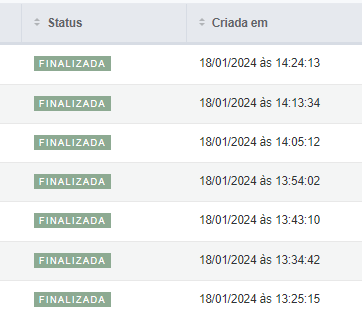 Status Criada em
FINALIZADA 18/01/2024 às 14:24:13
FINALIZADA 18/01/2024 às 14:13:34
FINALIZADA 18/01/2024 às 14:05:12
FINALIZADA 18/01/2024 às 13:54:02
FINALIZADA 18/01/2024 às 13:43:10
FINALIZADA 18/01/2024 às 13:34:42
FINALIZADA 18/01/2024 às 13:25:15